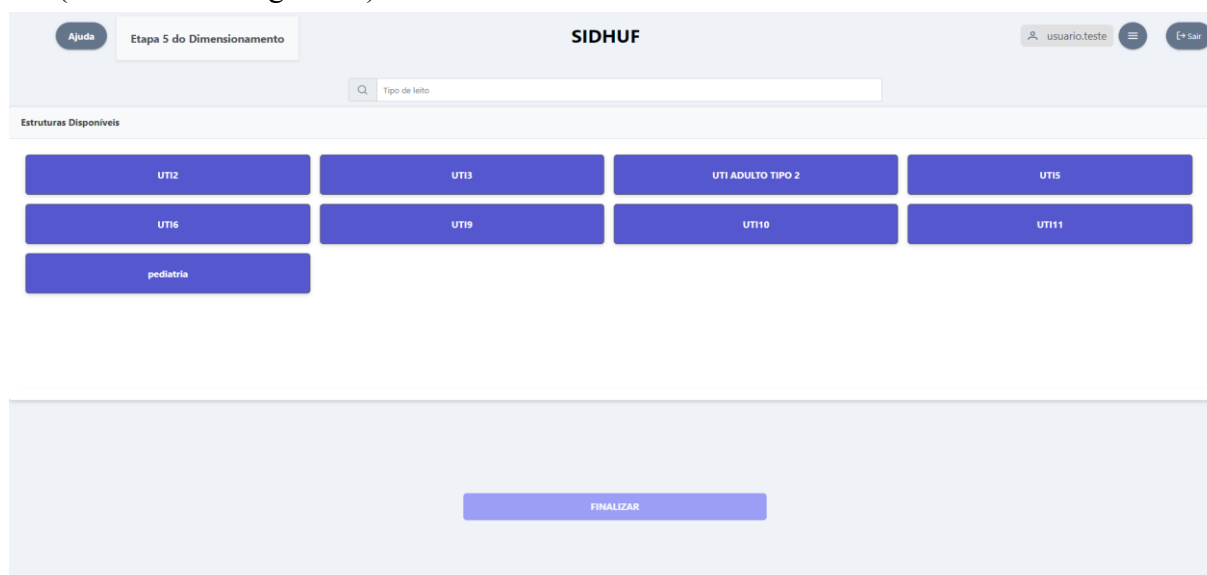 Ajuda
Etapa 5 do Dimensionamento
SIDHUF
usuario.teste
Sair
Tipo de leito
Estruturas Disponíveis
UTI2
UTI3
UTI ADULTO TIPO 2
UTI5
UTI6
UTI9
UTI10
UTI11
pediatria
FINALIZAR